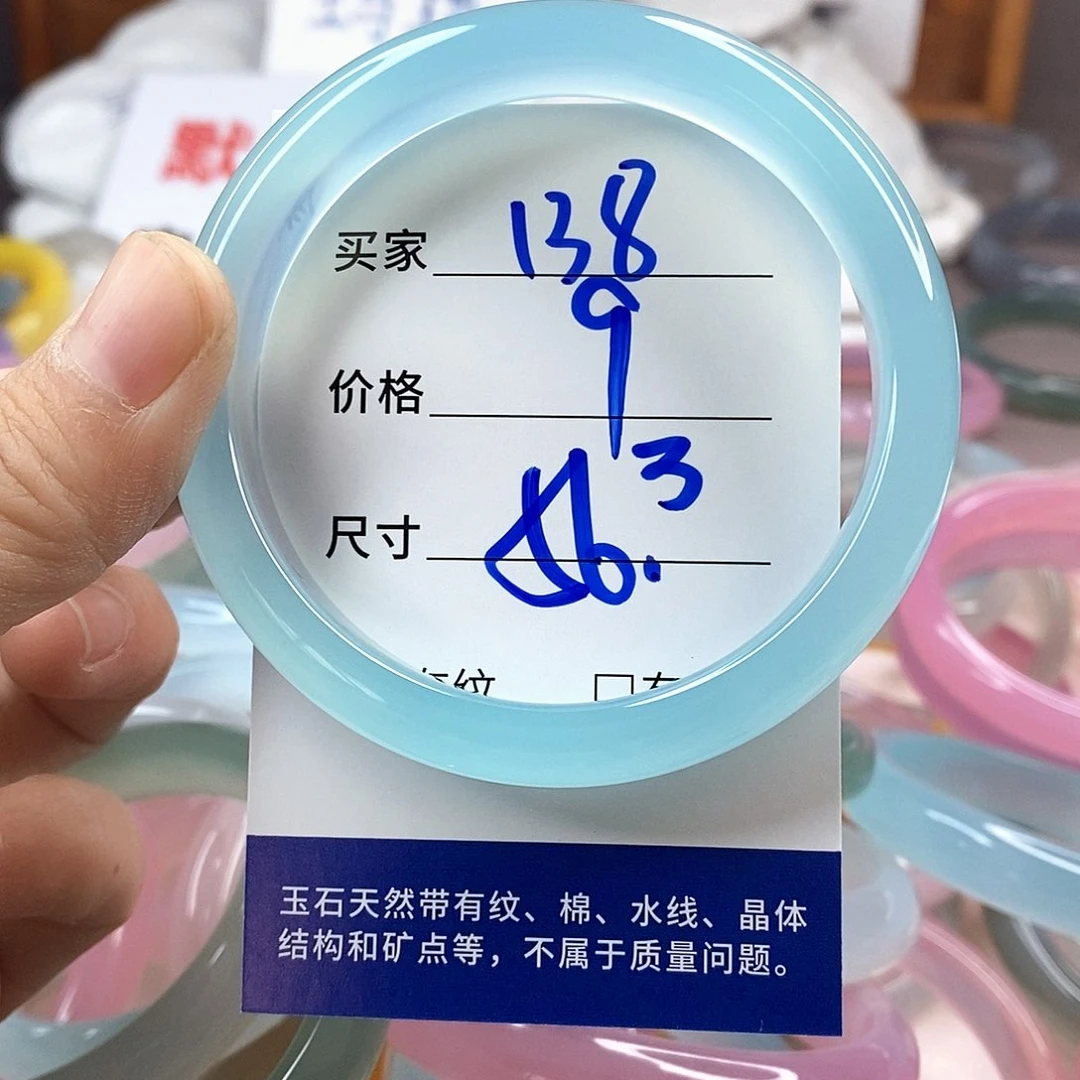 买家 138
价格 9
尺寸 56.3
玉石天然带有纹、棉、水线、晶体
结构和矿点等，不属于质量问题。